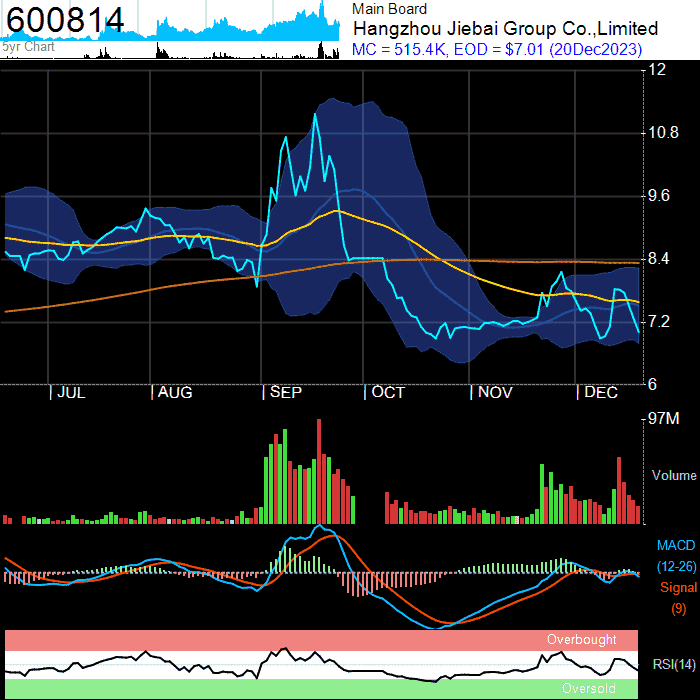 600814
5yr Chart
Main Board
Hangzhou Jiebai Group Co.,Limited
MC = 515.4K, EOD = $7.01 (20Dec2023)
12
10.8
9.6
8.4
7.2
6
| JUL | AUG | SEP | OCT | NOV | DEC
97M
Volume
MACD
(12-26)
Signal
(9)
Overbought
RSI(14)
Oversold